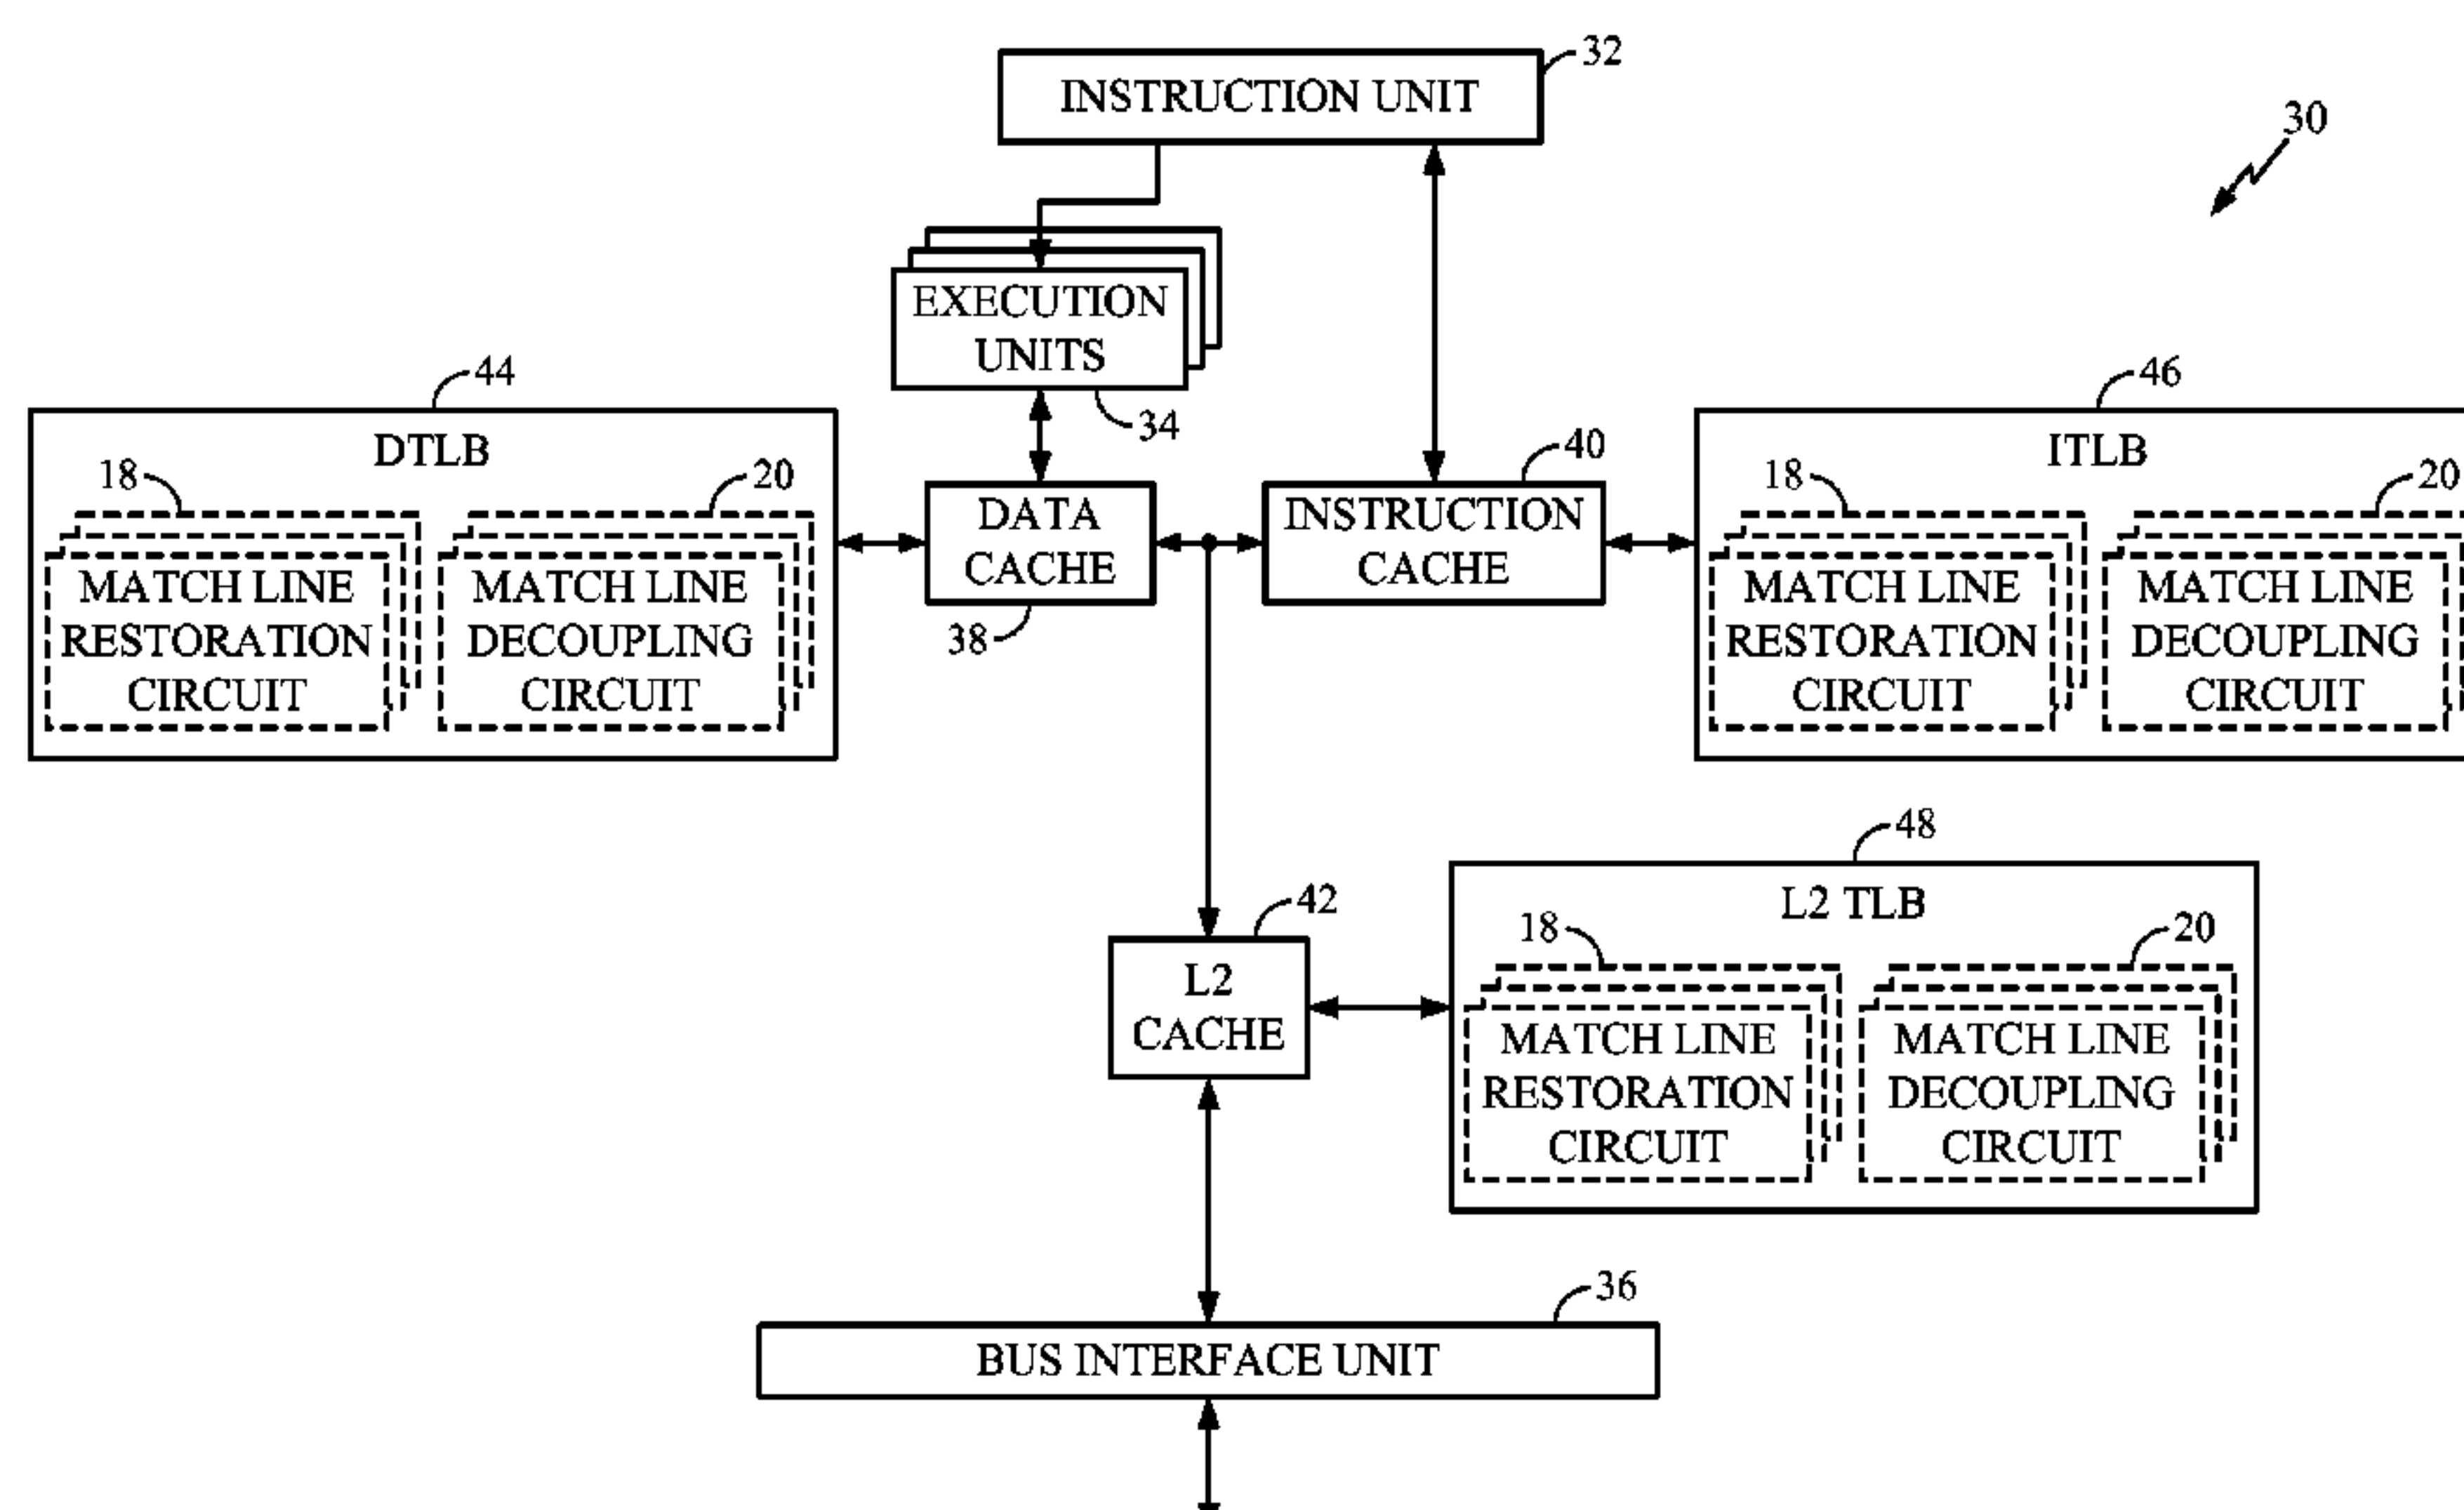 32
INSTRUCTION UNIT
30
EXECUTION
UNITS
34
44
DTLB
18
20
MATCH LINE
RESTORATION
CIRCUIT
MATCH LINE
DECOUPLING
CIRCUIT
DATA
CACHE
38
40
INSTRUCTION
CACHE
46
ITLB
18
20
MATCH LINE
RESTORATION
CIRCUIT
MATCH LINE
DECOUPLING
CIRCUIT
42
L2
CACHE
48
L2 TLB
18
20
MATCH LINE
RESTORATION
CIRCUIT
MATCH LINE
DECOUPLING
CIRCUIT
36
BUS INTERFACE UNIT